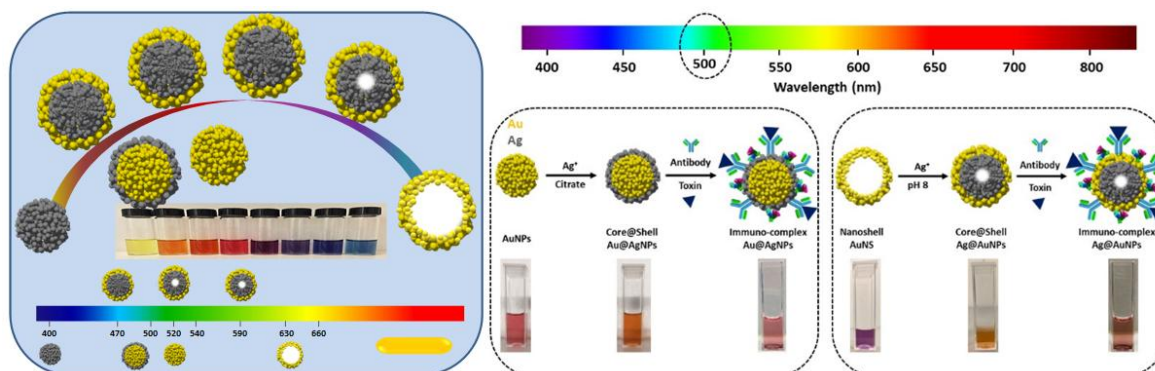 400 470 500 520 540 590 630 660
400 450 500 550 600 650 700 800
Wavelength (nm)
Au
Ag
Ag⁺
Citrate
Antibody
Toxin
AuNPs
Core@Shell
Au@AgNPs
Immuno-complex
Au@AgNPs
Ag⁺
pH 8
Antibody
Toxin
Nanoshell
AuNS
Core@Shell
Ag@AuNPs
Immuno-complex
Ag@AuNPs